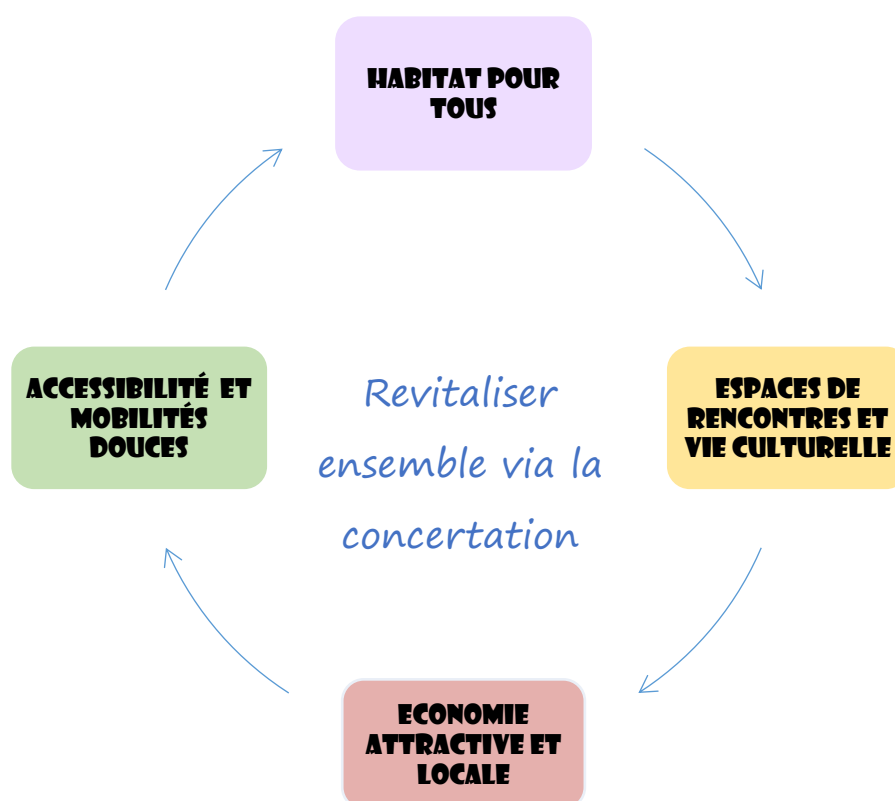 HABITAT POUR
TOUS
ACCESSIBILITÉ ET
MOBILITÉS
DOUCES
Revitaliser
ensemble via la
concertation
ESPACES DE
RENCONTRES ET
VIE CULTURELLE
ECONOMIE
ATTRACTIVE ET
LOCALE